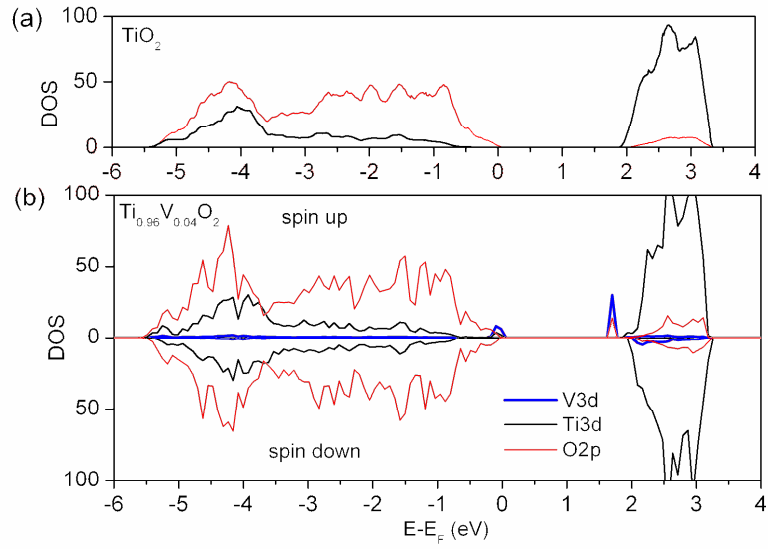 (a)
TiO₂
DOS
100
50
0
-6 -5 -4 -3 -2 -1 0 1 2 3 4
(b)
Ti₀.₉₆V₀.₀₄O₂
spin up
DOS
100
50
0
50
100
V3d
Ti3d
O2p
spin down
-6 -5 -4 -3 -2 -1 0 1 2 3 4
E-E_F (eV)